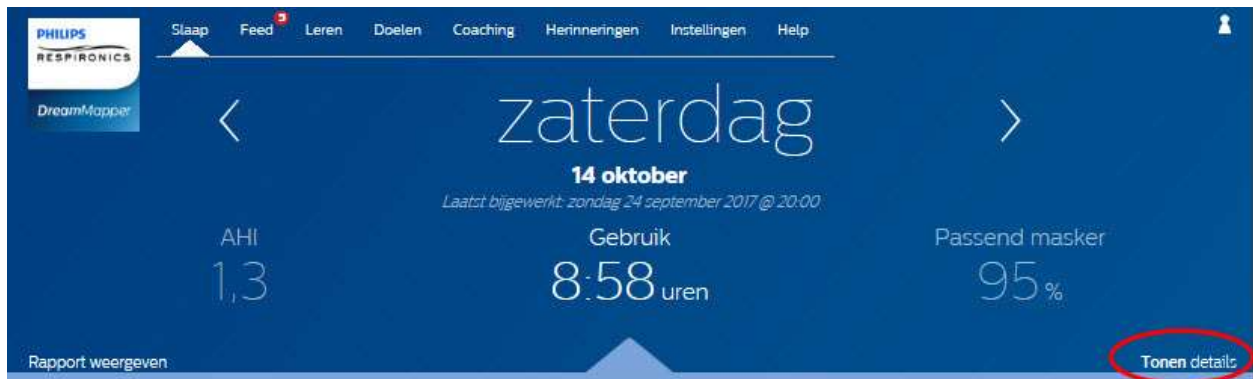 PHILIPS
RESPIRONICS
DreamMapper
Slaap Feed 3 Leren Doelen Coaching Herinneringen Instellingen Help
zaterdag
14 oktober
Laatst bijgewerkt: zondag 24 september 2017 @ 20:00
AHI Gebruik Passend masker
1,3 8:58 uren 95 %
Rapport weergeven Tonen details